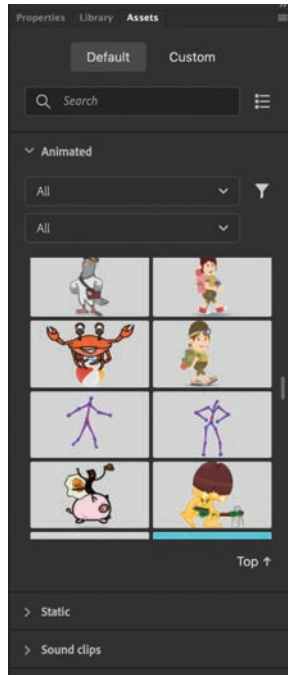 Properties Library Assets
Default Custom
Search
Animated
All
All
Top ↑
Static
Sound clips